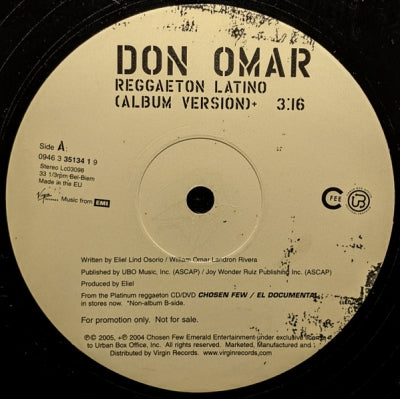 DON OMAR
REGGAETON LATINO
(ALBUM VERSION)+ 3:16
Side A:
0946 3 35134 1 9
Stereo Lc03098
33 1/3rpm Bel-Biem
Made in the EU
Virgin
Music from EMI
C
FEE
UB
Written by Eliel Lind Osorio / William Omar Landron Rivera
Published by UBO Music, Inc. (ASCAP) / Joy Wonder Ruiz Publishing Inc. (ASCAP)
Produced by Eliel
From the Platinum reggaeton CD/DVD CHOSEN FEW / EL DOCUMENTAL
in stores now. *Non-album B-side.
For promotion only. Not for sale.
℗© 2005, +℗ 2004 Chosen Few Emerald Entertainment-under exclusive license
to Urban Box Office, Inc. All rights reserved. Marketed, Manufactured and
Distributed by Virgin Records. www.virginrecords.com